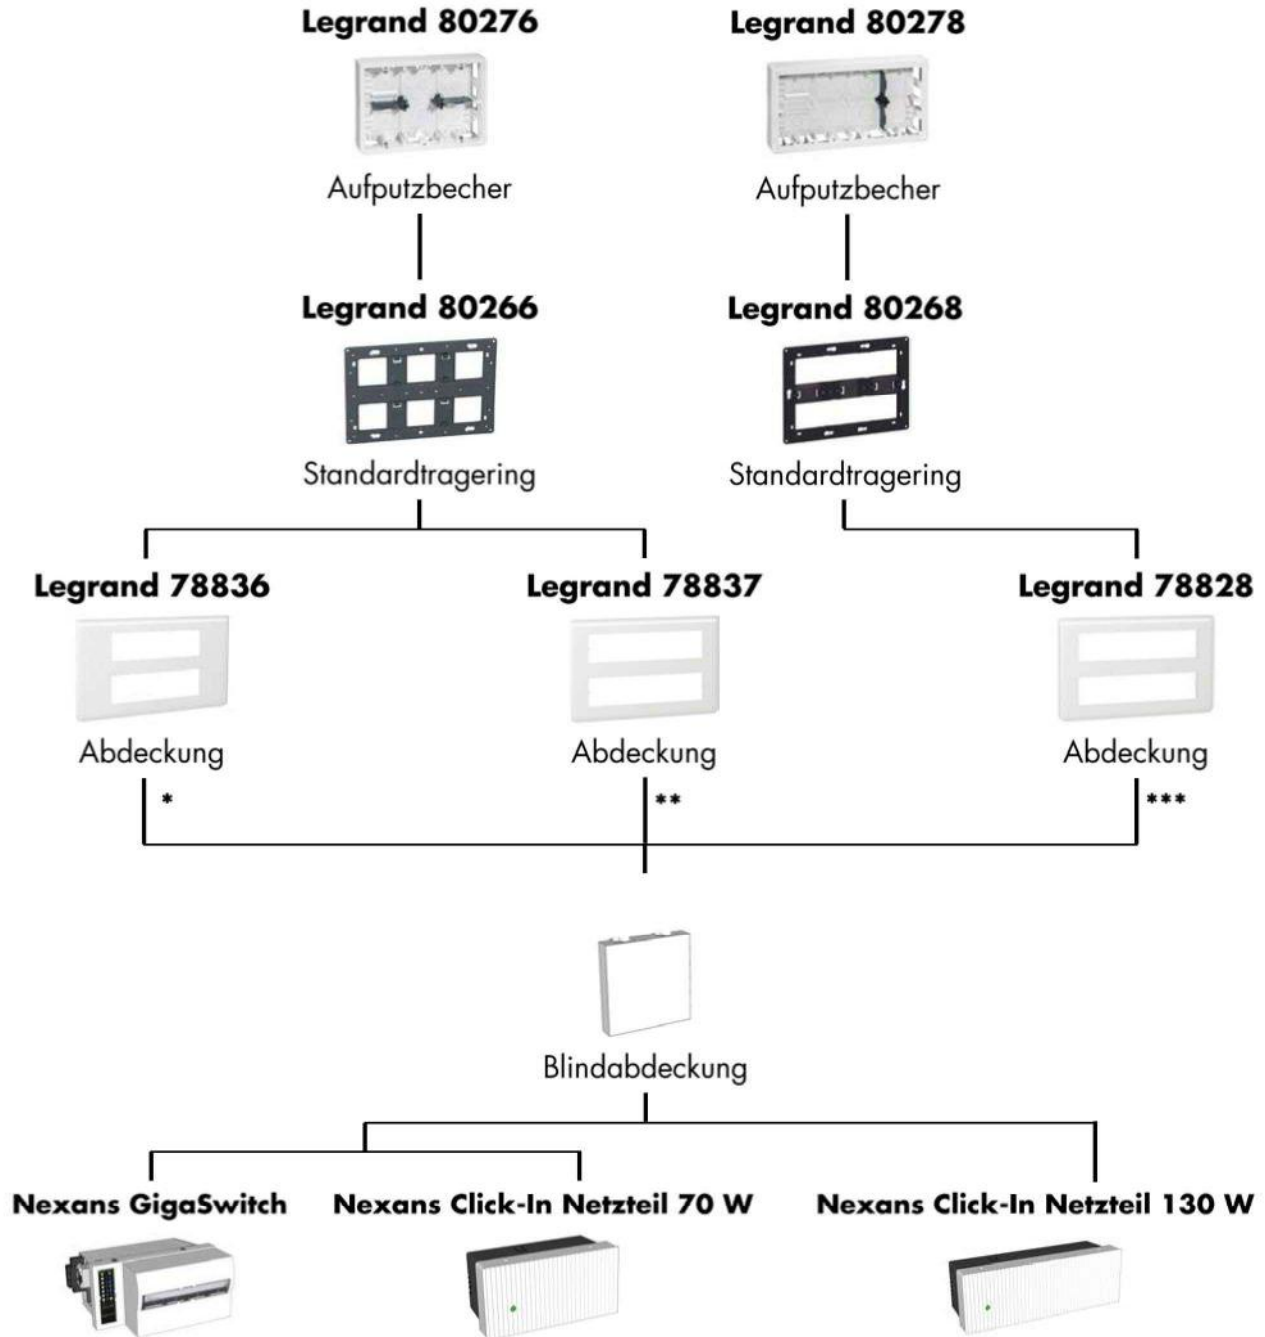 Legrand 80276
Legrand 80278
Aufputzbecher
Aufputzbecher
Legrand 80266
Legrand 80268
Standardtragering
Standardtragering
Legrand 78836
Legrand 78837
Legrand 78828
Abdeckung
Abdeckung
Abdeckung
*
**
***
Blindabdeckung
Nexans GigaSwitch
Nexans Click-In Netzteil 70 W
Nexans Click-In Netzteil 130 W